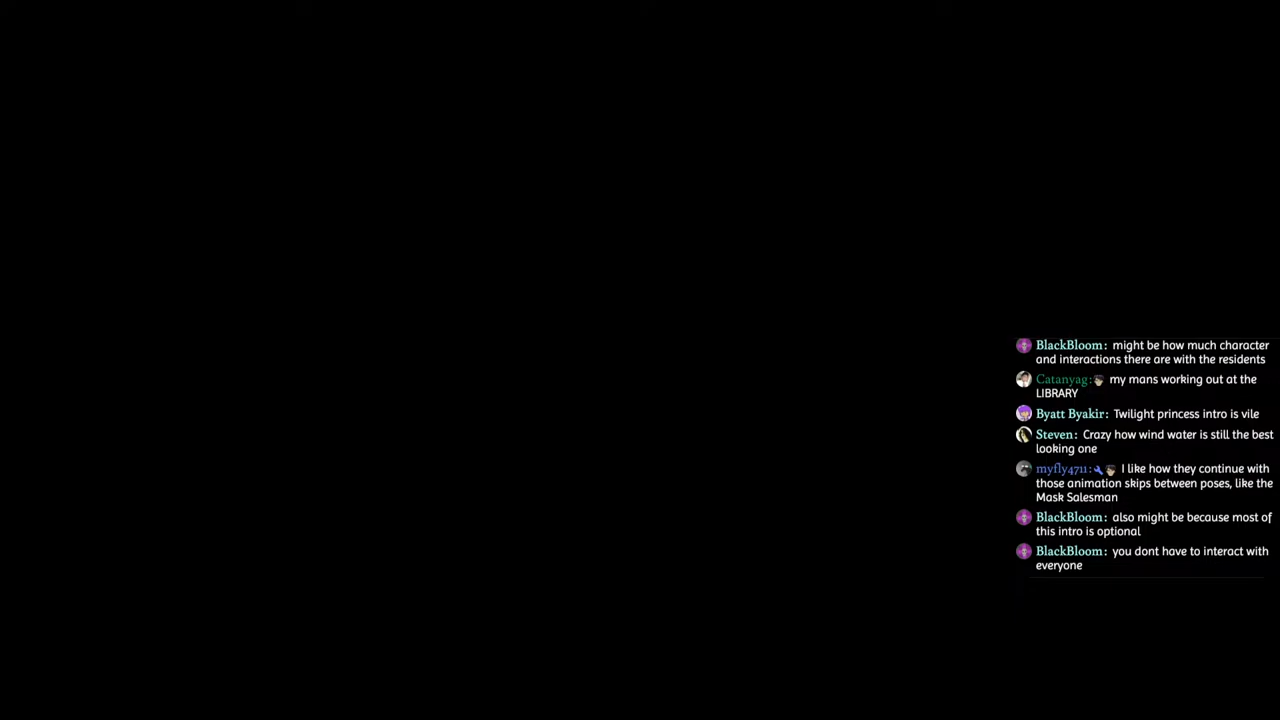 BlackBloom: might be how much character
and interactions there are with the residents
Catanyag: my mans working out at the
LIBRARY
Byatt Byakir: Twilight princess intro is vile
Steven: Crazy how wind water is still the best
looking one
myfly4711: I like how they continue with
those animation skips between poses, like the
Mask Salesman
BlackBloom: also might be because most of
this intro is optional
BlackBloom: you dont have to interact with
everyone